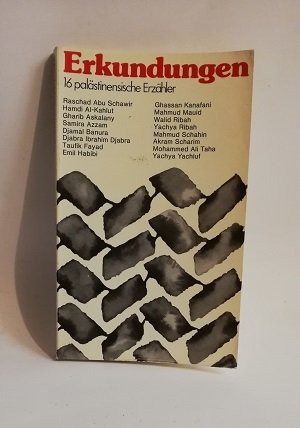 Erkundungen
16 palästinensische Erzähler
Raschad Abu Schawir
Hamdi Al-Kahlut
Gharib Askalany
Samira Azzam
Djamal Banura
Djabra Ibrahim Djabra
Taufik Fayad
Emil Habibi
Ghassan Kanafani
Mahmud Mauid
Walid Ribah
Yachya Ribah
Mahmud Schahin
Akram Scharim
Mohammed Ali Taha
Yachya Yachluf